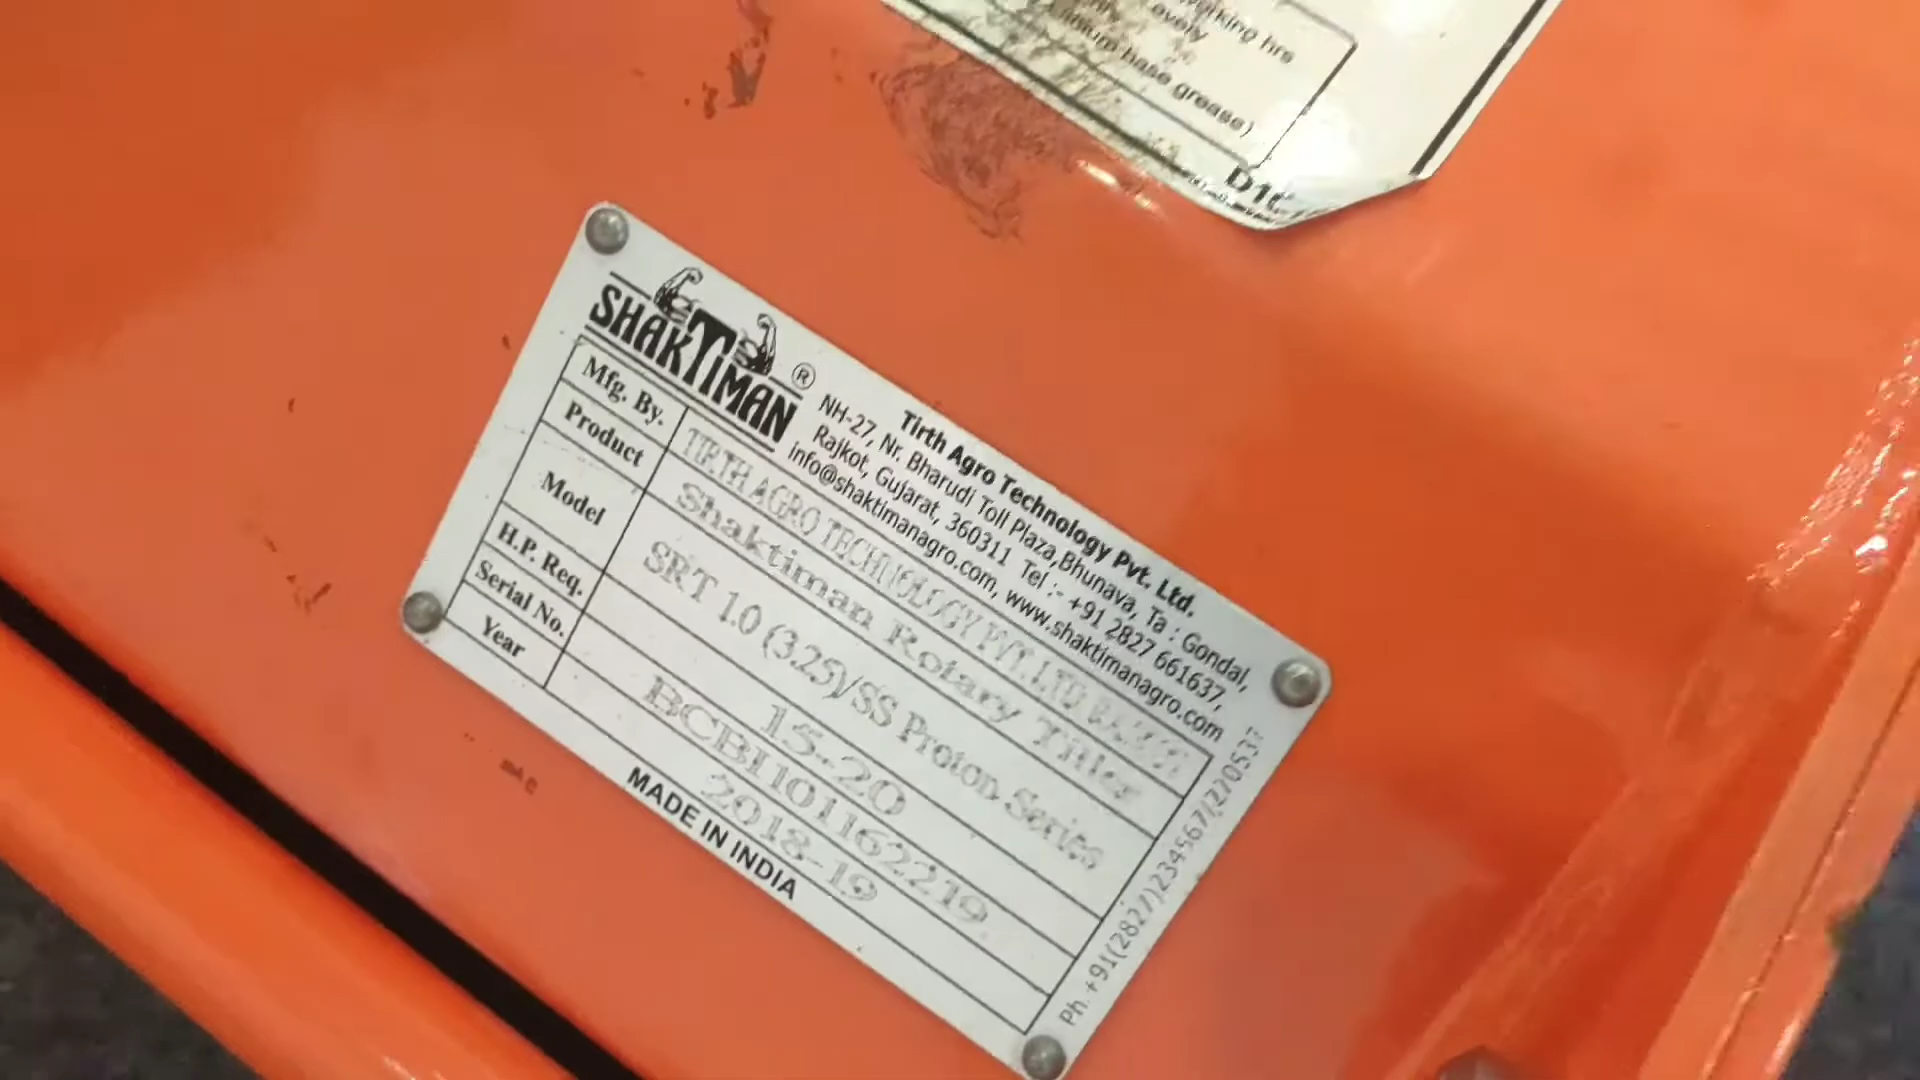 working hrs
evely
lithium base grease)
SHAKTIMAN ®
Tirth Agro Technology Pvt. Ltd.
NH-27, Nr. Bharudi Toll Plaza,Bhunava, Ta : Gondal,
Rajkot, Gujarat, 360311 Tel :- +91 2827 661637,
info@shaktimanagro.com, www.shaktimanagro.com
Mfg. By. TIRTH AGRO TECHNOLOGY PVT. LTD
Product Shaktiman Rotary Tiller
Model SRT 1.0 (3.25)/SS Proton Series
H.P. Req. 15-20
Serial No. BCBI101162219
Year 2018-19
MADE IN INDIA
Ph. +91(2827)234567/270537